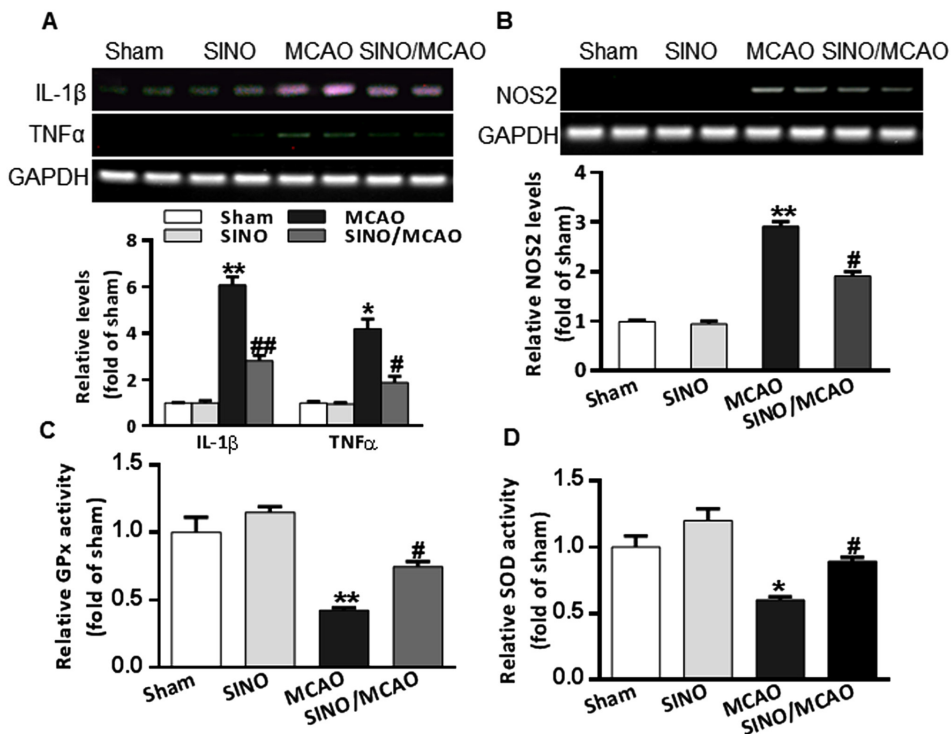 A
Sham SINO MCAO SINO/MCAO
IL-1β
TNFα
GAPDH
Sham MCAO
SINO SINO/MCAO
Relative levels
(fold of sham)
8
6
4
2
0
** ## * #
IL-1β TNFα
B
Sham SINO MCAO SINO/MCAO
NOS2
GAPDH
Relative NOS2 levels
(fold of sham)
4
3
2
1
0
** #
Sham SINO MCAO SINO/MCAO
C
Relative GPx activity
(fold of sham)
1.5
1.0
0.5
0.0
** #
Sham SINO MCAO SINO/MCAO
D
Relative SOD activity
(fold of sham)
1.5
1.0
0.5
0.0
* #
Sham SINO MCAO SINO/MCAO